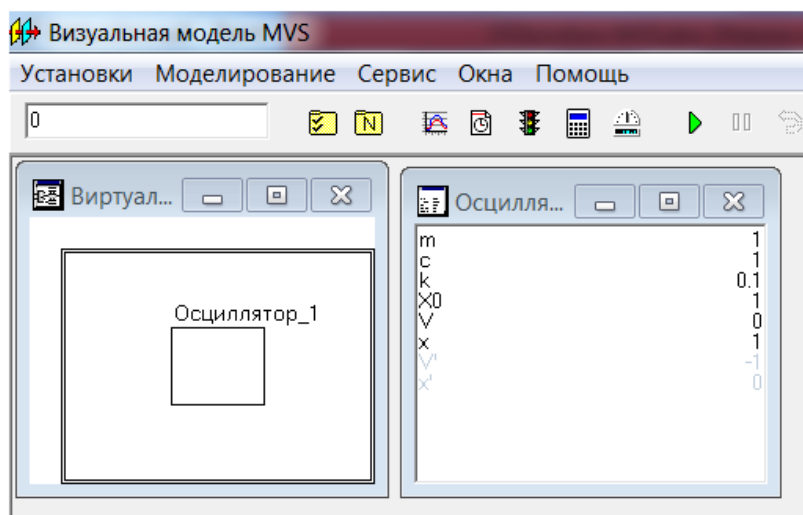 Визуальная модель MVS
Установки Моделирование Сервис Окна Помощь
0
N
Виртуал...
Осциллятор_1
Осцилля...
m 1
c 1
k 0.1
X0 1
V 0
x 1
V' -1
x' 0